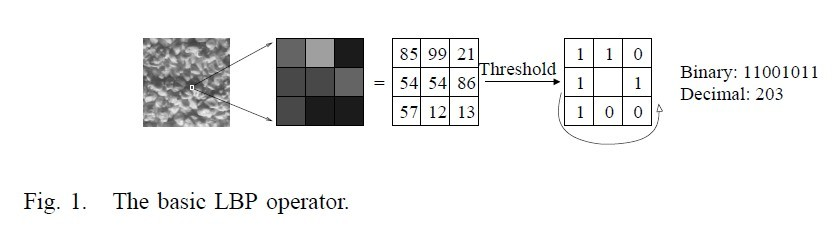 85 99 21
54 54 86
57 12 13
=
Threshold
1 1 0
1 1
1 0 0
Binary: 11001011
Decimal: 203
Fig. 1. The basic LBP operator.